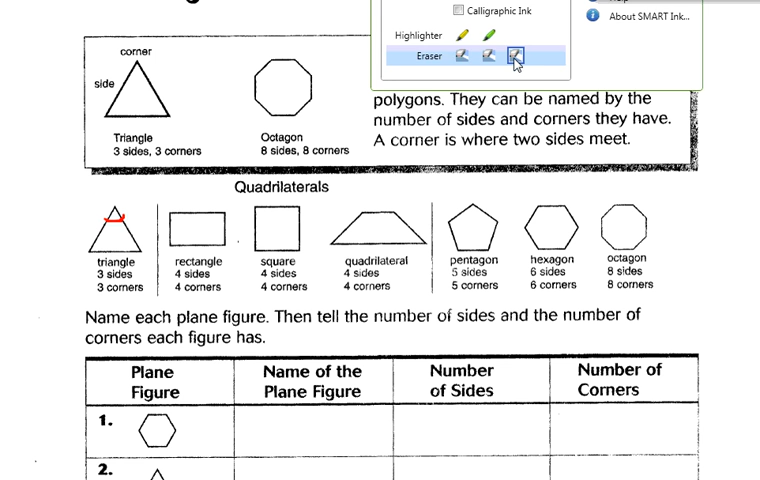 Calligraphic Ink
Help
About SMART Ink...
Highlighter
Eraser
corner
side
Triangle
3 sides, 3 corners
Octagon
8 sides, 8 corners
polygons. They can be named by the
number of sides and corners they have.
A corner is where two sides meet.
Quadrilaterals
triangle
3 sides
3 corners
rectangle
4 sides
4 corners
square
4 sides
4 corners
quadrilateral
4 sides
4 corners
pentagon
5 sides
5 corners
hexagon
6 sides
6 corners
octagon
8 sides
8 corners
Name each plane figure. Then tell the number of sides and the number of
corners each figure has.
Plane
Figure
Name of the
Plane Figure
Number
of Sides
Number of
Corners
1.
2.